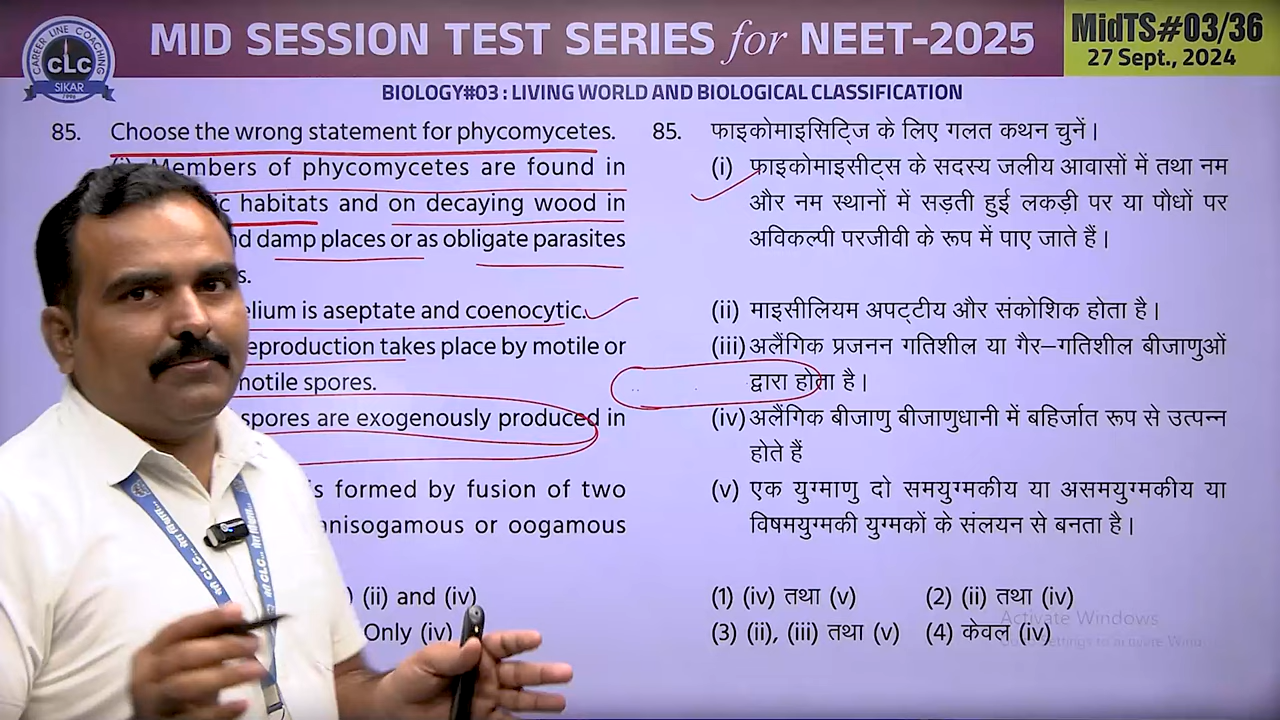 CAREER LINE COACHING
CLC
SIKAR
MID SESSION TEST SERIES for NEET-2025
MidTS#03/36
27 Sept., 2024
BIOLOGY#03 : LIVING WORLD AND BIOLOGICAL CLASSIFICATION
85. Choose the wrong statement for phycomycetes.
(i) Members of phycomycetes are found in
habitats and on decaying wood in
damp places or as obligate parasites
is aseptate and coenocytic.
takes place by motile or
spores.
spores are exogenously produced in
formed by fusion of two
or oogamous
(ii) and (iv)
Only (iv)
85. फाइकोमाइसिट्जि के लिए गलत कथन चुनें।
(i) फाइकोमाइसीट्स के सदस्य जलीय आवासों में तथा नम
और नम स्थानों में सड़ती हुई लकड़ी पर या पौधों पर
अविकल्पी परजीवी के रूप में पाए जाते हैं।
(ii) माइसीलियम अपट्टीय और संकोशिक होता है।
(iii) अलैंगिक प्रजनन गतिशील या गैर–गतिशील बीजाणुओं
द्वारा होता है।
(iv) अलैंगिक बीजाणु बीजाणुधानी में बहिर्जात रूप से उत्पन्न
होते हैं
(v) एक युग्माणु दो समयुग्मकीय या असमयुग्मकीय या
विषमयुग्मकी युग्मकों के संलयन से बनता है।
(1) (iv) तथा (v) (2) (ii) तथा (iv)
(3) (ii), (iii) तथा (v) (4) केवल (iv)
Activate Windows